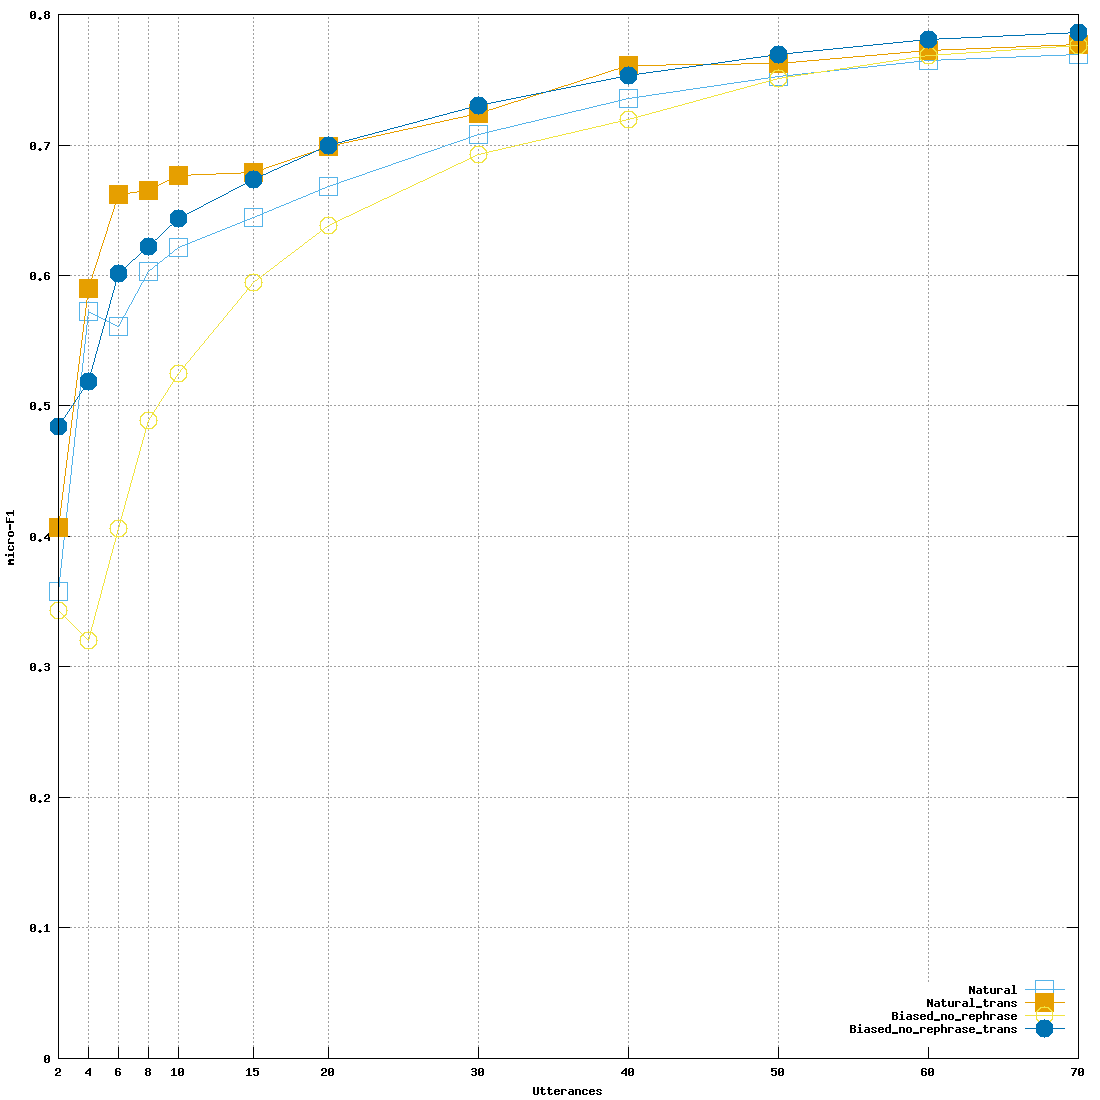 0.8
0.7
0.6
0.5
0.4
0.3
0.2
0.1
0
micro-F1
Natural
Natural_trans
Biased_no_rephrase
Biased_no_rephrase_trans
2 4 6 8 10 15 20 30 40 50 60 70
Utterances